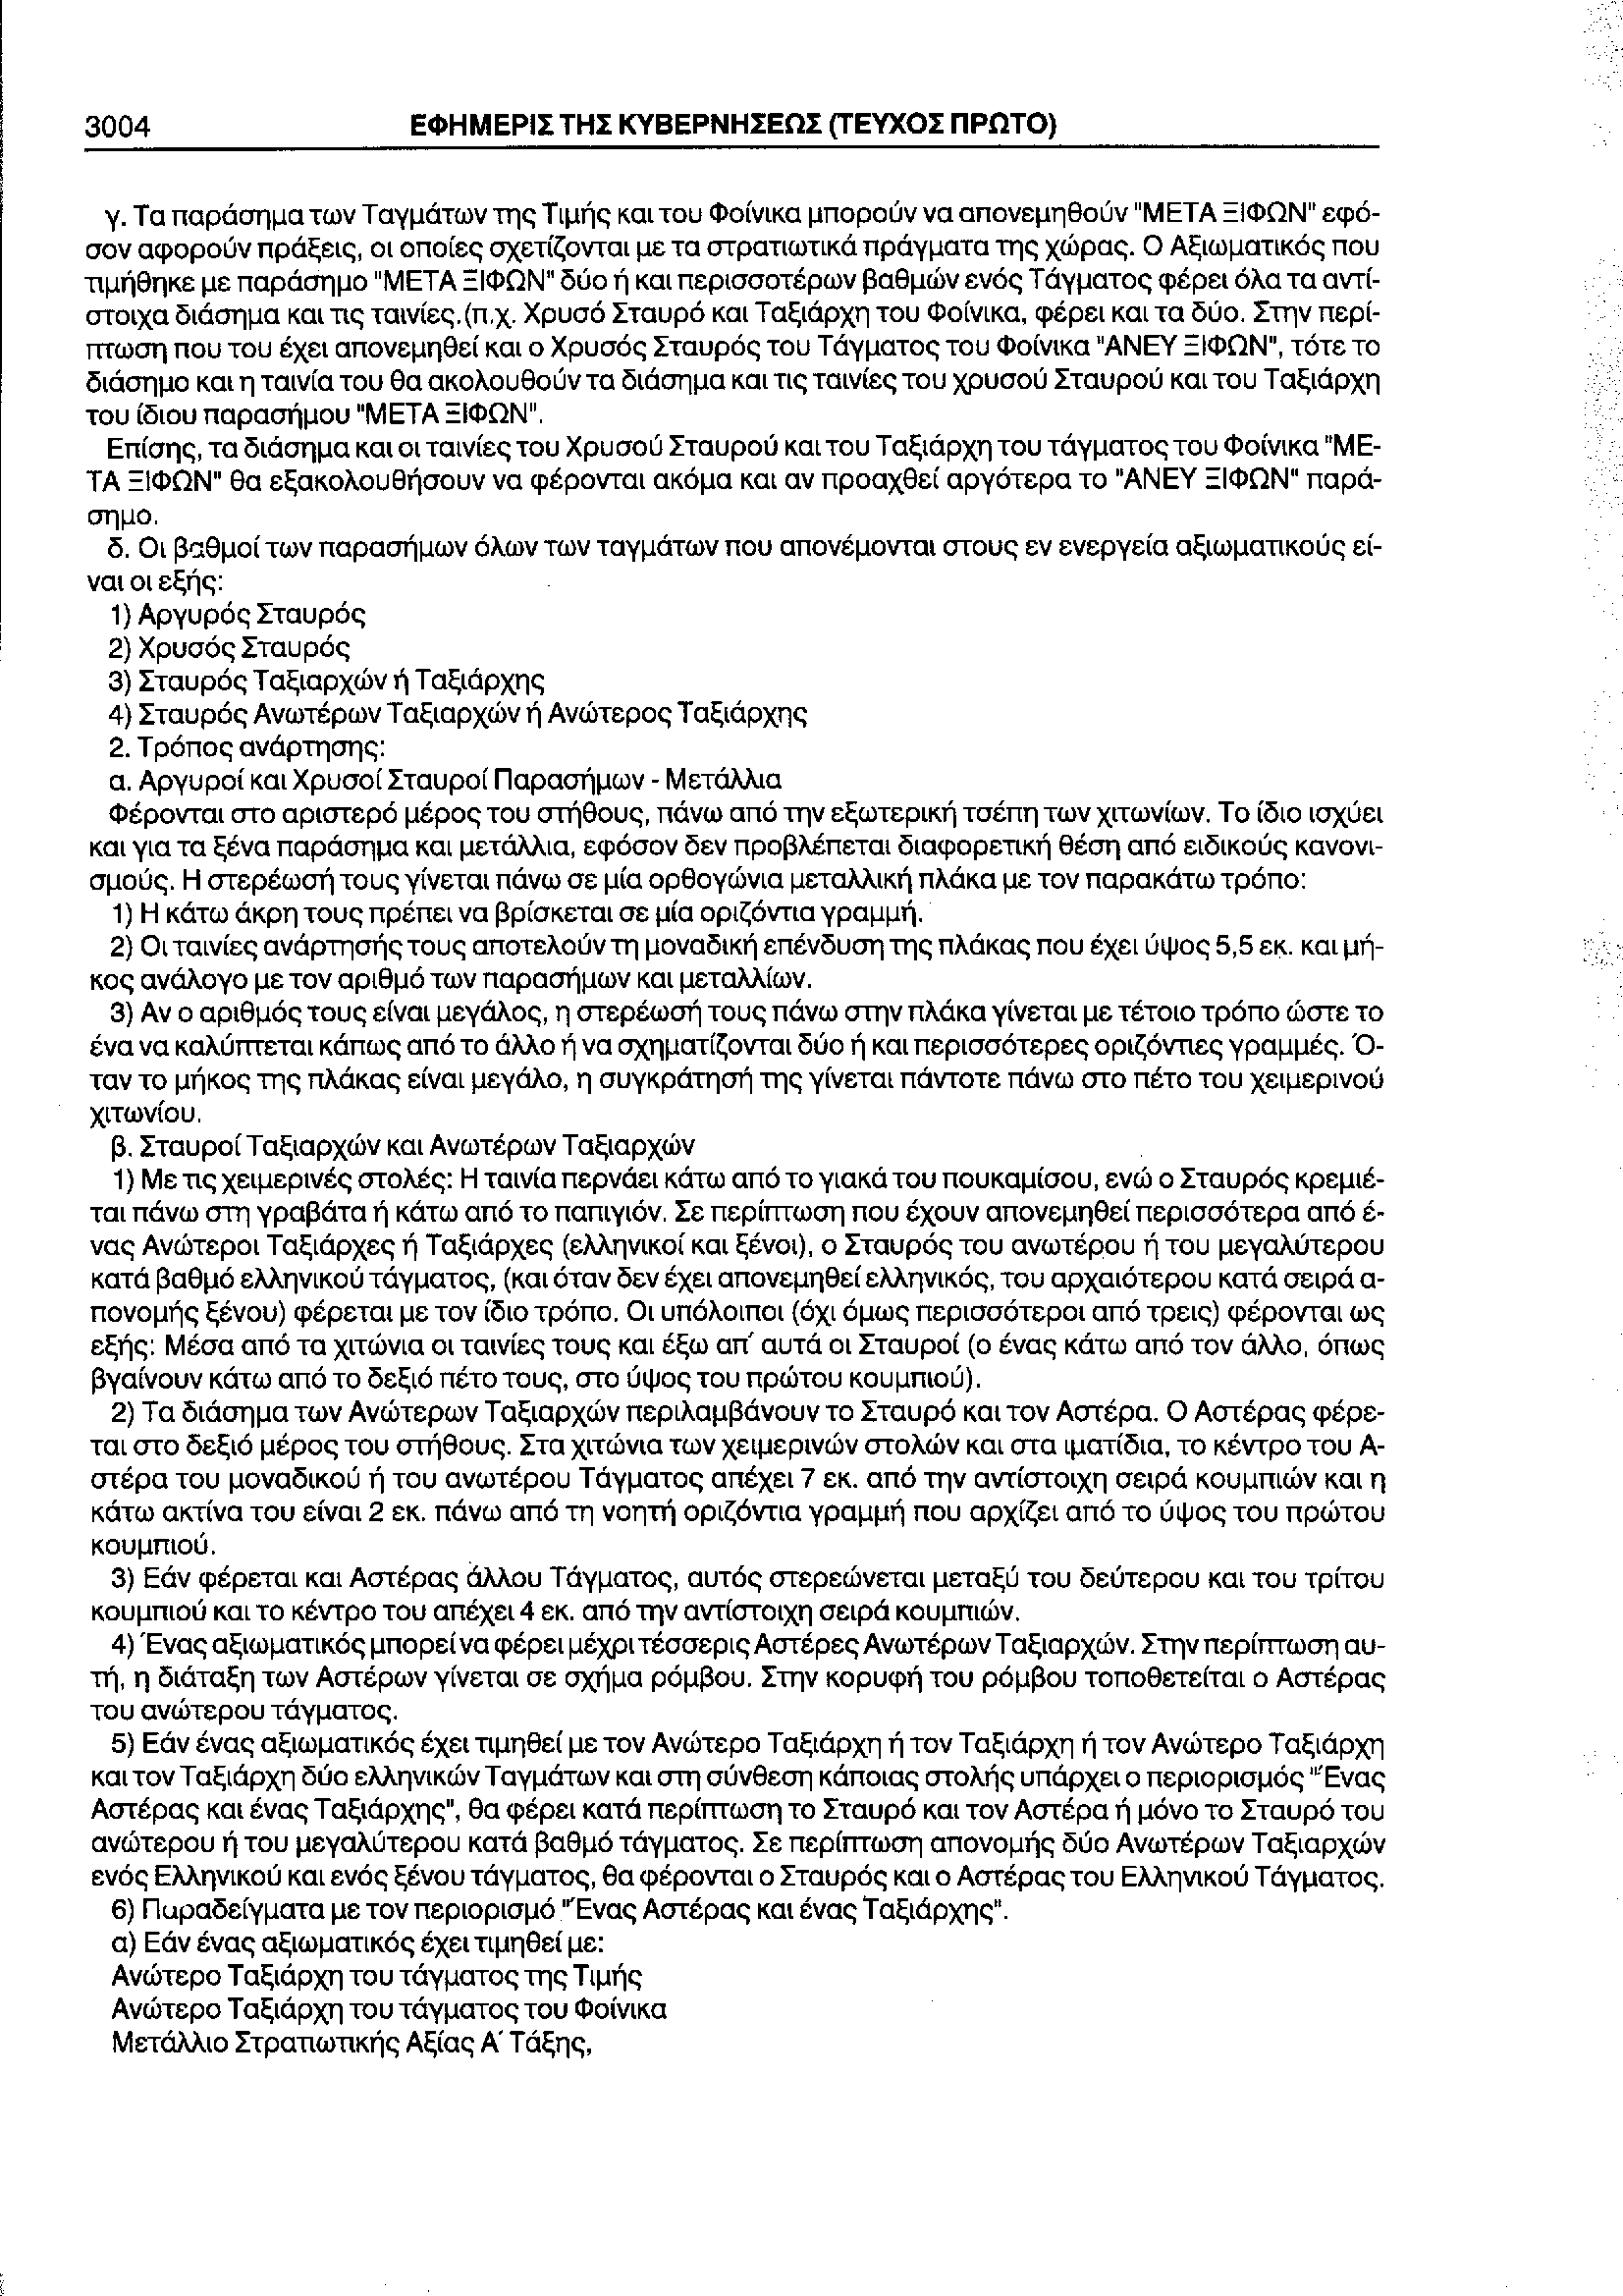 3004
ΕΦΗΜΕΡΙΣ ΤΗΣ ΚΥΒΕΡΝΗΣΕΩΣ (ΤΕΥΧΟΣ ΠΡΩΤΟ)
γ. Τα παράσημα των Ταγμάτων της Τιμής και του Φοίνικα μπορούν να απονεμηθούν "ΜΕΤΑ ΞΙΦΩΝ" εφό-
σον αφορούν πράξεις, οι οποίες σχετίζονται με τα στρατιωτικά πράγματα της χώρας. Ο Αξιωματικός που
τιμήθηκε με παράσημο "ΜΕΤΑ ΞΙΦΩΝ" δύο ή και περισσοτέρων βαθμών ενός Τάγματος φέρει όλα τα αντί-
στοιχα διάσημα και τις ταινίες.(π.χ. Χρυσό Σταυρό και Ταξιάρχη του Φοίνικα, φέρει και τα δύο. Στην περί-
πτωση που του έχει απονεμηθεί και ο Χρυσός Σταυρός του Τάγματος του Φοίνικα "ΑΝΕΥ ΞΙΦΩΝ", τότε το
διάσημο και η ταινία του θα ακολουθούν τα διάσημα και τις ταινίες του χρυσού Σταυρού και του Ταξιάρχη
του ίδιου παρασήμου "ΜΕΤΑ ΞΙΦΩΝ".
Επίσης, τα διάσημα και οι ταινίες του Χρυσού Σταυρού και του Ταξιάρχη του τάγματος του Φοίνικα "ΜΕ-
ΤΑ ΞΙΦΩΝ" θα εξακολουθήσουν να φέρονται ακόμα και αν προαχθεί αργότερα το "ΑΝΕΥ ΞΙΦΩΝ" παρά-
σημο.
δ. Οι βαθμοί των παρασήμων όλων των ταγμάτων που απονέμονται στους εν ενεργεία αξιωματικούς εί-
ναι οι εξής:
1) Αργυρός Σταυρός
2) Χρυσός Σταυρός
3) Σταυρός Ταξιαρχών ή Ταξιάρχης
4) Σταυρός Ανωτέρων Ταξιαρχών ή Ανώτερος Ταξιάρχης
2. Τρόπος ανάρτησης:
α. Αργυροί και Χρυσοί Σταυροί Παρασήμων - Μετάλλια
Φέρονται στο αριστερό μέρος του στήθους, πάνω από την εξωτερική τσέπη των χιτωνίων. Το ίδιο ισχύει
και για τα ξένα παράσημα και μετάλλια, εφόσον δεν προβλέπεται διαφορετική θέση από ειδικούς κανονι-
σμούς. Η στερέωσή τους γίνεται πάνω σε μία ορθογώνια μεταλλική πλάκα με τον παρακάτω τρόπο:
1) Η κάτω άκρη τους πρέπει να βρίσκεται σε μία οριζόντια γραμμή.
2) Οι ταινίες ανάρτησής τους αποτελούν τη μοναδική επένδυση της πλάκας που έχει ύψος 5,5 εκ. και μή-
κος ανάλογο με τον αριθμό των παρασήμων και μεταλλίων.
3) Αν ο αριθμός τους είναι μεγάλος, η στερέωσή τους πάνω στην πλάκα γίνεται με τέτοιο τρόπο ώστε το
ένα να καλύπτεται κάπως από το άλλο ή να σχηματίζονται δύο ή και περισσότερες οριζόντιες γραμμές. Ό-
ταν το μήκος της πλάκας είναι μεγάλο, η συγκράτησή της γίνεται πάντοτε πάνω στο πέτο του χειμερινού
χιτωνίου.
β. Σταυροί Ταξιαρχών και Ανωτέρων Ταξιαρχών
1) Με τις χειμερινές στολές: Η ταινία περνάει κάτω από το γιακά του πουκαμίσου, ενώ ο Σταυρός κρεμιέ-
ται πάνω στη γραβάτα ή κάτω από το παπιγιόν. Σε περίπτωση που έχουν απονεμηθεί περισσότερα από έ-
νας Ανώτεροι Ταξιάρχες ή Ταξιάρχες (ελληνικοί και ξένοι), ο Σταυρός του ανωτέρου ή του μεγαλύτερου
κατά βαθμό ελληνικού τάγματος, (και όταν δεν έχει απονεμηθεί ελληνικός, του αρχαιότερου κατά σειρά α-
πονομής ξένου) φέρεται με τον ίδιο τρόπο. Οι υπόλοιποι (όχι όμως περισσότεροι από τρεις) φέρονται ως
εξής: Μέσα από τα χιτώνια οι ταινίες τους και έξω απ' αυτά οι Σταυροί (ο ένας κάτω από τον άλλο, όπως
βγαίνουν κάτω από το δεξιό πέτο τους, στο ύψος του πρώτου κουμπιού).
2) Τα διάσημα των Ανώτερων Ταξιαρχών περιλαμβάνουν το Σταυρό και τον Αστέρα. Ο Αστέρας φέρε-
ται στο δεξιό μέρος του στήθους. Στα χιτώνια των χειμερινών στολών και στα ιματίδια, το κέντρο του Α-
στέρα του μοναδικού ή του ανωτέρου Τάγματος απέχει 7 εκ. από την αντίστοιχη σειρά κουμπιών και η
κάτω ακτίνα του είναι 2 εκ. πάνω από τη νοητή οριζόντια γραμμή που αρχίζει από το ύψος του πρώτου
κουμπιού.
3) Εάν φέρεται και Αστέρας άλλου Τάγματος, αυτός στερεώνεται μεταξύ του δεύτερου και του τρίτου
κουμπιού και το κέντρο του απέχει 4 εκ. από την αντίστοιχη σειρά κουμπιών.
4) Ένας αξιωματικός μπορεί να φέρει μέχρι τέσσερις Αστέρες Ανωτέρων Ταξιαρχών. Στην περίπτωση αυ-
τή, η διάταξη των Αστέρων γίνεται σε σχήμα ρόμβου. Στην κορυφή του ρόμβου τοποθετείται ο Αστέρας
του ανώτερου τάγματος.
5) Εάν ένας αξιωματικός έχει τιμηθεί με τον Ανώτερο Ταξιάρχη ή τον Ταξιάρχη ή τον Ανώτερο Ταξιάρχη
και τον Ταξιάρχη δύο ελληνικών Ταγμάτων και στη σύνθεση κάποιας στολής υπάρχει ο περιορισμός "Ένας
Αστέρας και ένας Ταξιάρχης", θα φέρει κατά περίπτωση το Σταυρό και τον Αστέρα ή μόνο το Σταυρό του
ανώτερου ή του μεγαλύτερου κατά βαθμό τάγματος. Σε περίπτωση απονομής δύο Ανωτέρων Ταξιαρχών
ενός Ελληνικού και ενός ξένου τάγματος, θα φέρονται ο Σταυρός και ο Αστέρας του Ελληνικού Τάγματος.
6) Παραδείγματα με τον περιορισμό "Ένας Αστέρας και ένας Ταξιάρχης".
α) Εάν ένας αξιωματικός έχει τιμηθεί με:
Ανώτερο Ταξιάρχη του τάγματος της Τιμής
Ανώτερο Ταξιάρχη του τάγματος του Φοίνικα
Μετάλλιο Στρατιωτικής Αξίας Α' Τάξης,